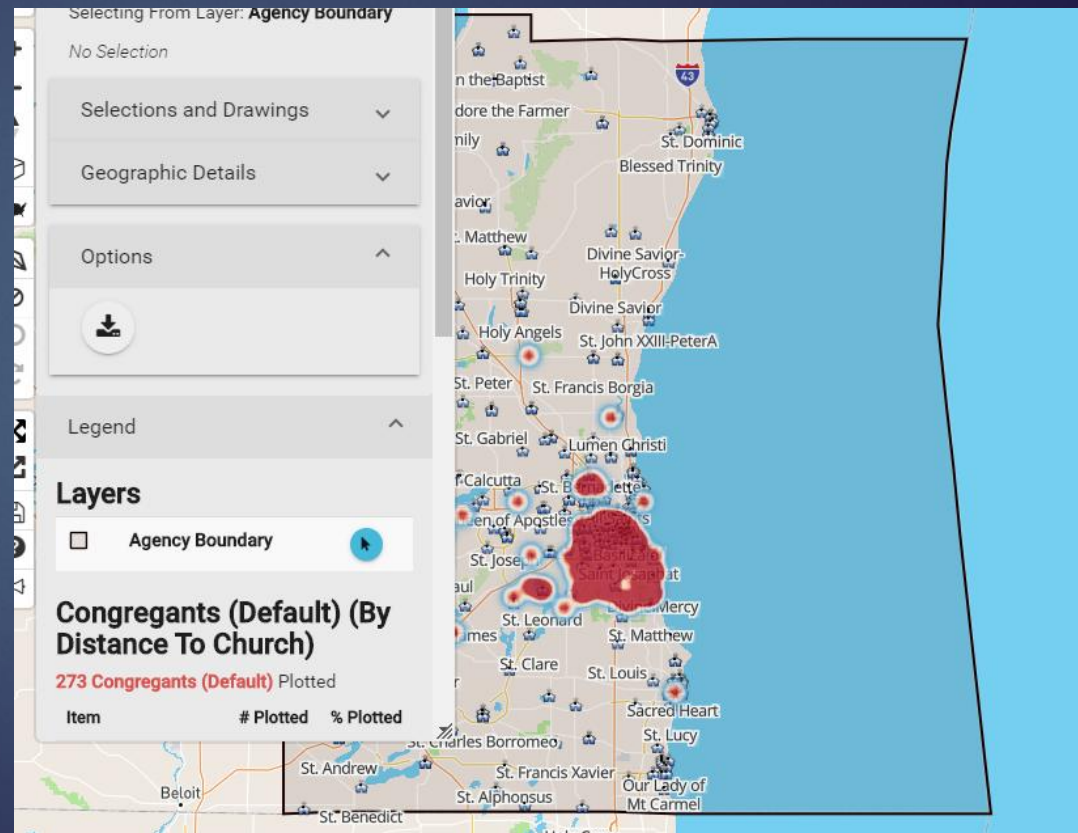 Selecting From Layer: Agency Boundary
No Selection
Selections and Drawings
Geographic Details
Options
Legend
Layers
Agency Boundary
Congregants (Default) (By
Distance To Church)
273 Congregants (Default) Plotted
Item # Plotted % Plotted
n the Baptist
43
dore the Farmer
mily
St. Dominic
Blessed Trinity
avior
. Matthew
Divine Savior-
HolyCross
Holy Trinity
Divine Savior
Holy Angels
St. John XXIII-PeterA
St. Peter
St. Francis Borgia
St. Gabriel
Lumen Christi
Calcutta
en of Apostles
St. Jose
aul
Saint Josaphat
Divine Mercy
St. Leonard
mes
St. Matthew
St. Clare
St. Louis
Sacred Heart
St. Lucy
St. Charles Borromeo
St. Andrew
St. Francis Xavier
Our Lady of
Mt Carmel
Beloit
St. Alphonsus
St. Benedict